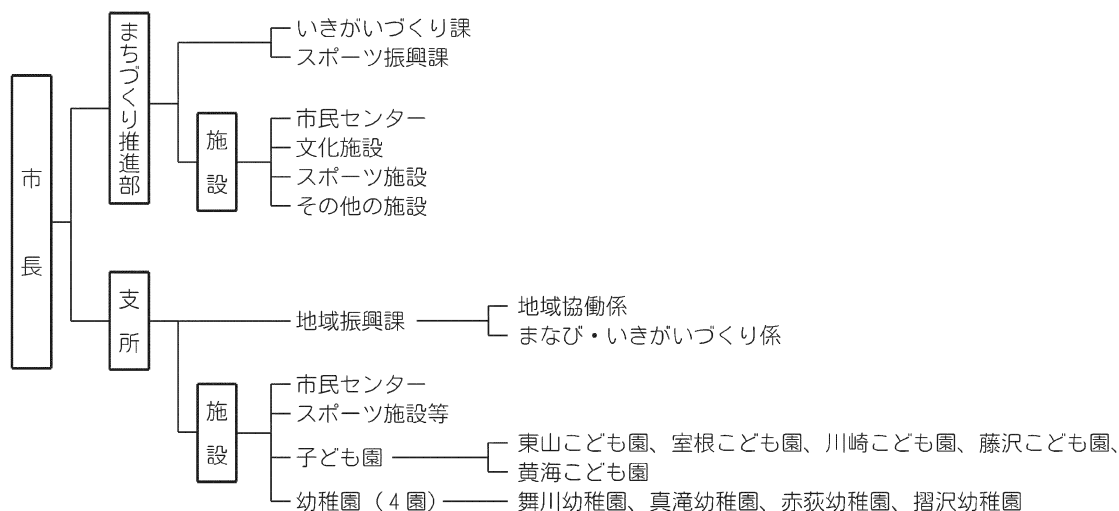 市長
まちづくり推進部
いきがいづくり課
スポーツ振興課
施設
市民センター
文化施設
スポーツ施設
その他の施設
支所
地域振興課
地域協働係
まなび・いきがいづくり係
施設
市民センター
スポーツ施設等
子ども園
東山こども園、室根こども園、川崎こども園、藤沢こども園、
黄海こども園
幼稚園（4園）
舞川幼稚園、真滝幼稚園、赤荻幼稚園、摺沢幼稚園